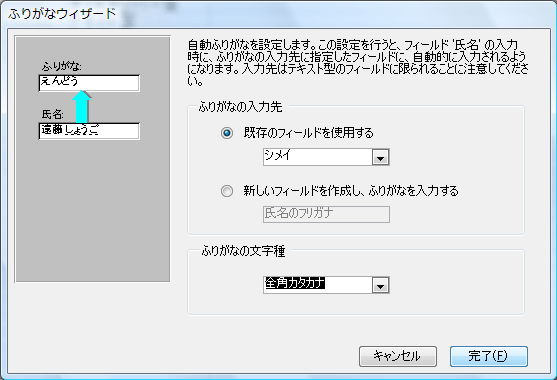 ふりがなウィザード
ふりがな:
えんどう
氏名:
遠藤しょうご
自動ふりがなを設定します。この設定を行うと、フィールド '氏名' の入力
時に、ふりがなの入力先に指定したフィールドに、自動的に入力されるよう
になります。入力先はテキスト型のフィールドに限られることに注意してくださ
い。
ふりがなの入力先
既存のフィールドを使用する
シメイ
新しいフィールドを作成し、ふりがなを入力する
氏名のフリガナ
ふりがなの文字種
全角カタカナ
キャンセル
完了(F)